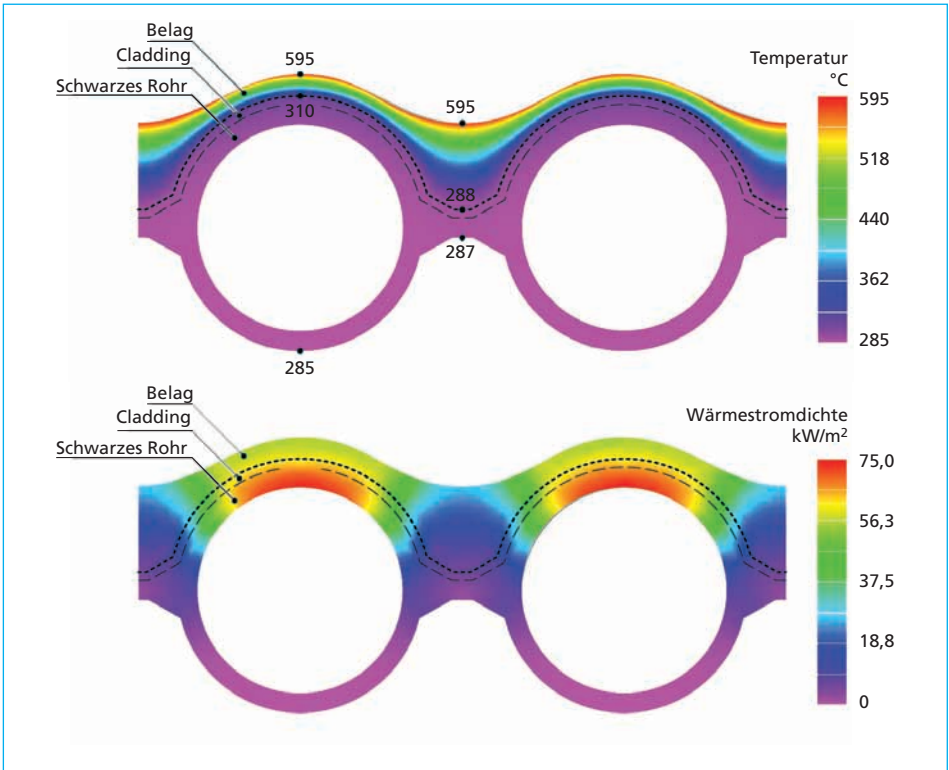 Belag
Cladding
Schwarzes Rohr
595
310
595
288
287
285
Temperatur
°C
595
518
440
362
285
Belag
Cladding
Schwarzes Rohr
Wärmestromdichte
kW/m²
75,0
56,3
37,5
18,8
0